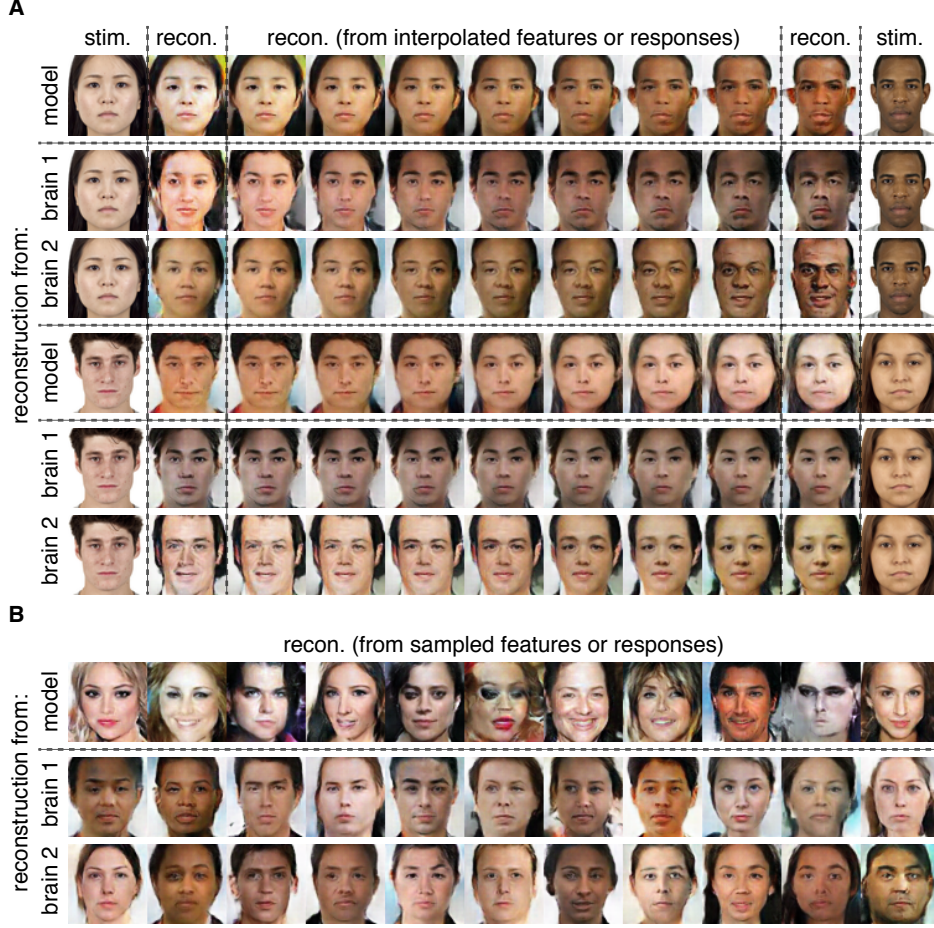 A
stim. recon. recon. (from interpolated features or responses) recon. stim.
reconstruction from:
model
brain 1
brain 2
model
brain 1
brain 2
B
recon. (from sampled features or responses)
reconstruction from:
model
brain 1
brain 2